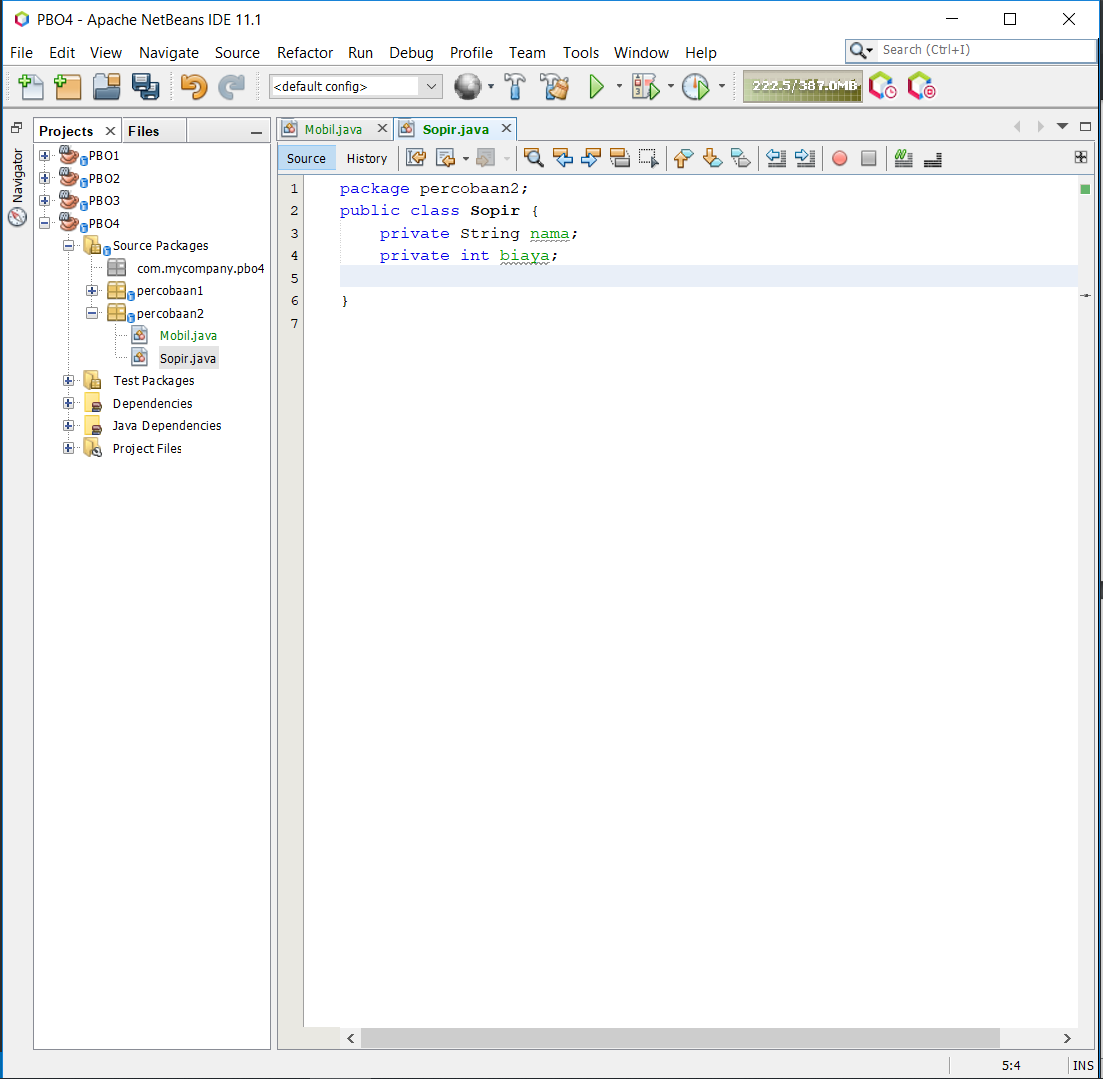 PBO4 - Apache NetBeans IDE 11.1
File Edit View Navigate Source Refactor Run Debug Profile Team Tools Window Help
Search (Ctrl+I)
<default config>
222.5/387.0MB
Navigator
Projects Files
PBO1
PBO2
PBO3
PBO4
Source Packages
com.mycompany.pbo4
percobaan1
percobaan2
Mobil.java
Sopir.java
Test Packages
Dependencies
Java Dependencies
Project Files
Mobil.java Sopir.java
Source History
1 package percobaan2;
2 public class Sopir {
3 private String nama;
4 private int biaya;
5
6 }
7
5:4 INS